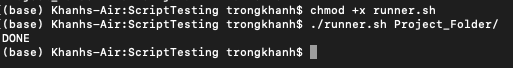 [(base) Khanhs-Air:ScriptTesting trongkhanh$ chmod +x runner.sh
[(base) Khanhs-Air:ScriptTesting trongkhanh$ ./runner.sh Project_Folder/
DONE
(base) Khanhs-Air:ScriptTesting trongkhanh$